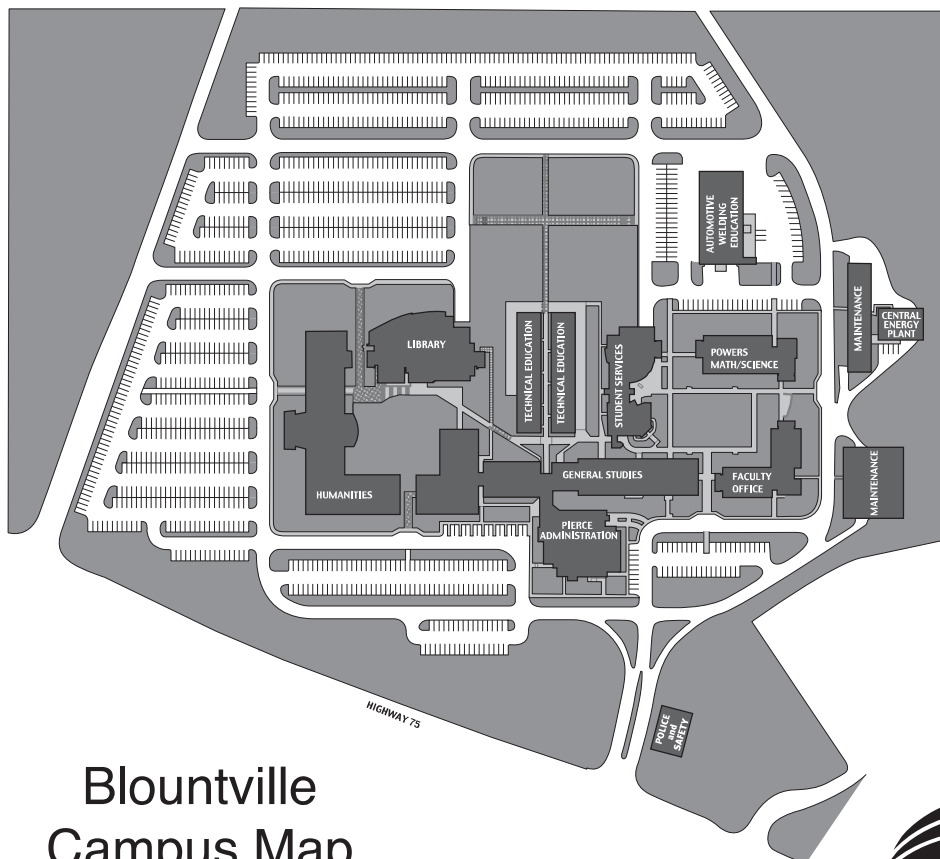 AUTOMOTIVE
WELDING
EDUCATION
MAINTENANCE
CENTRAL
ENERGY
PLANT
LIBRARY
TECHNICAL EDUCATION
TECHNICAL EDUCATION
STUDENT SERVICES
POWERS
MATH/SCIENCE
HUMANITIES
GENERAL STUDIES
FACULTY
OFFICE
MAINTENANCE
PIERCE
ADMINISTRATION
HIGHWAY 75
POLICE
and
SAFETY
Blountville
Campus Map